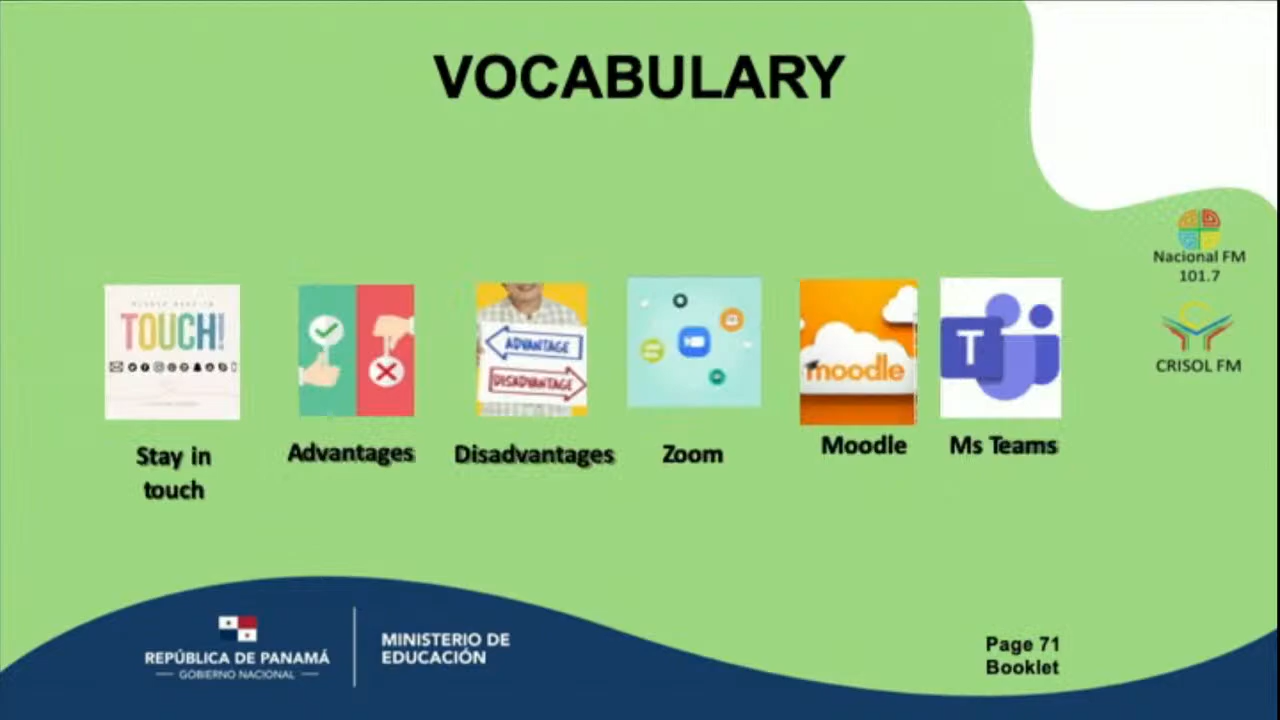 VOCABULARY
Nacional FM
101.7
CRISOL FM
TOUCH!
ADVANTAGE
DISADVANTAGE
moodle
T
Stay in
touch
Advantages
Disadvantages
Zoom
Moodle
Ms Teams
REPÚBLICA DE PANAMÁ
GOBIERNO NACIONAL
MINISTERIO DE
EDUCACIÓN
Page 71
Booklet